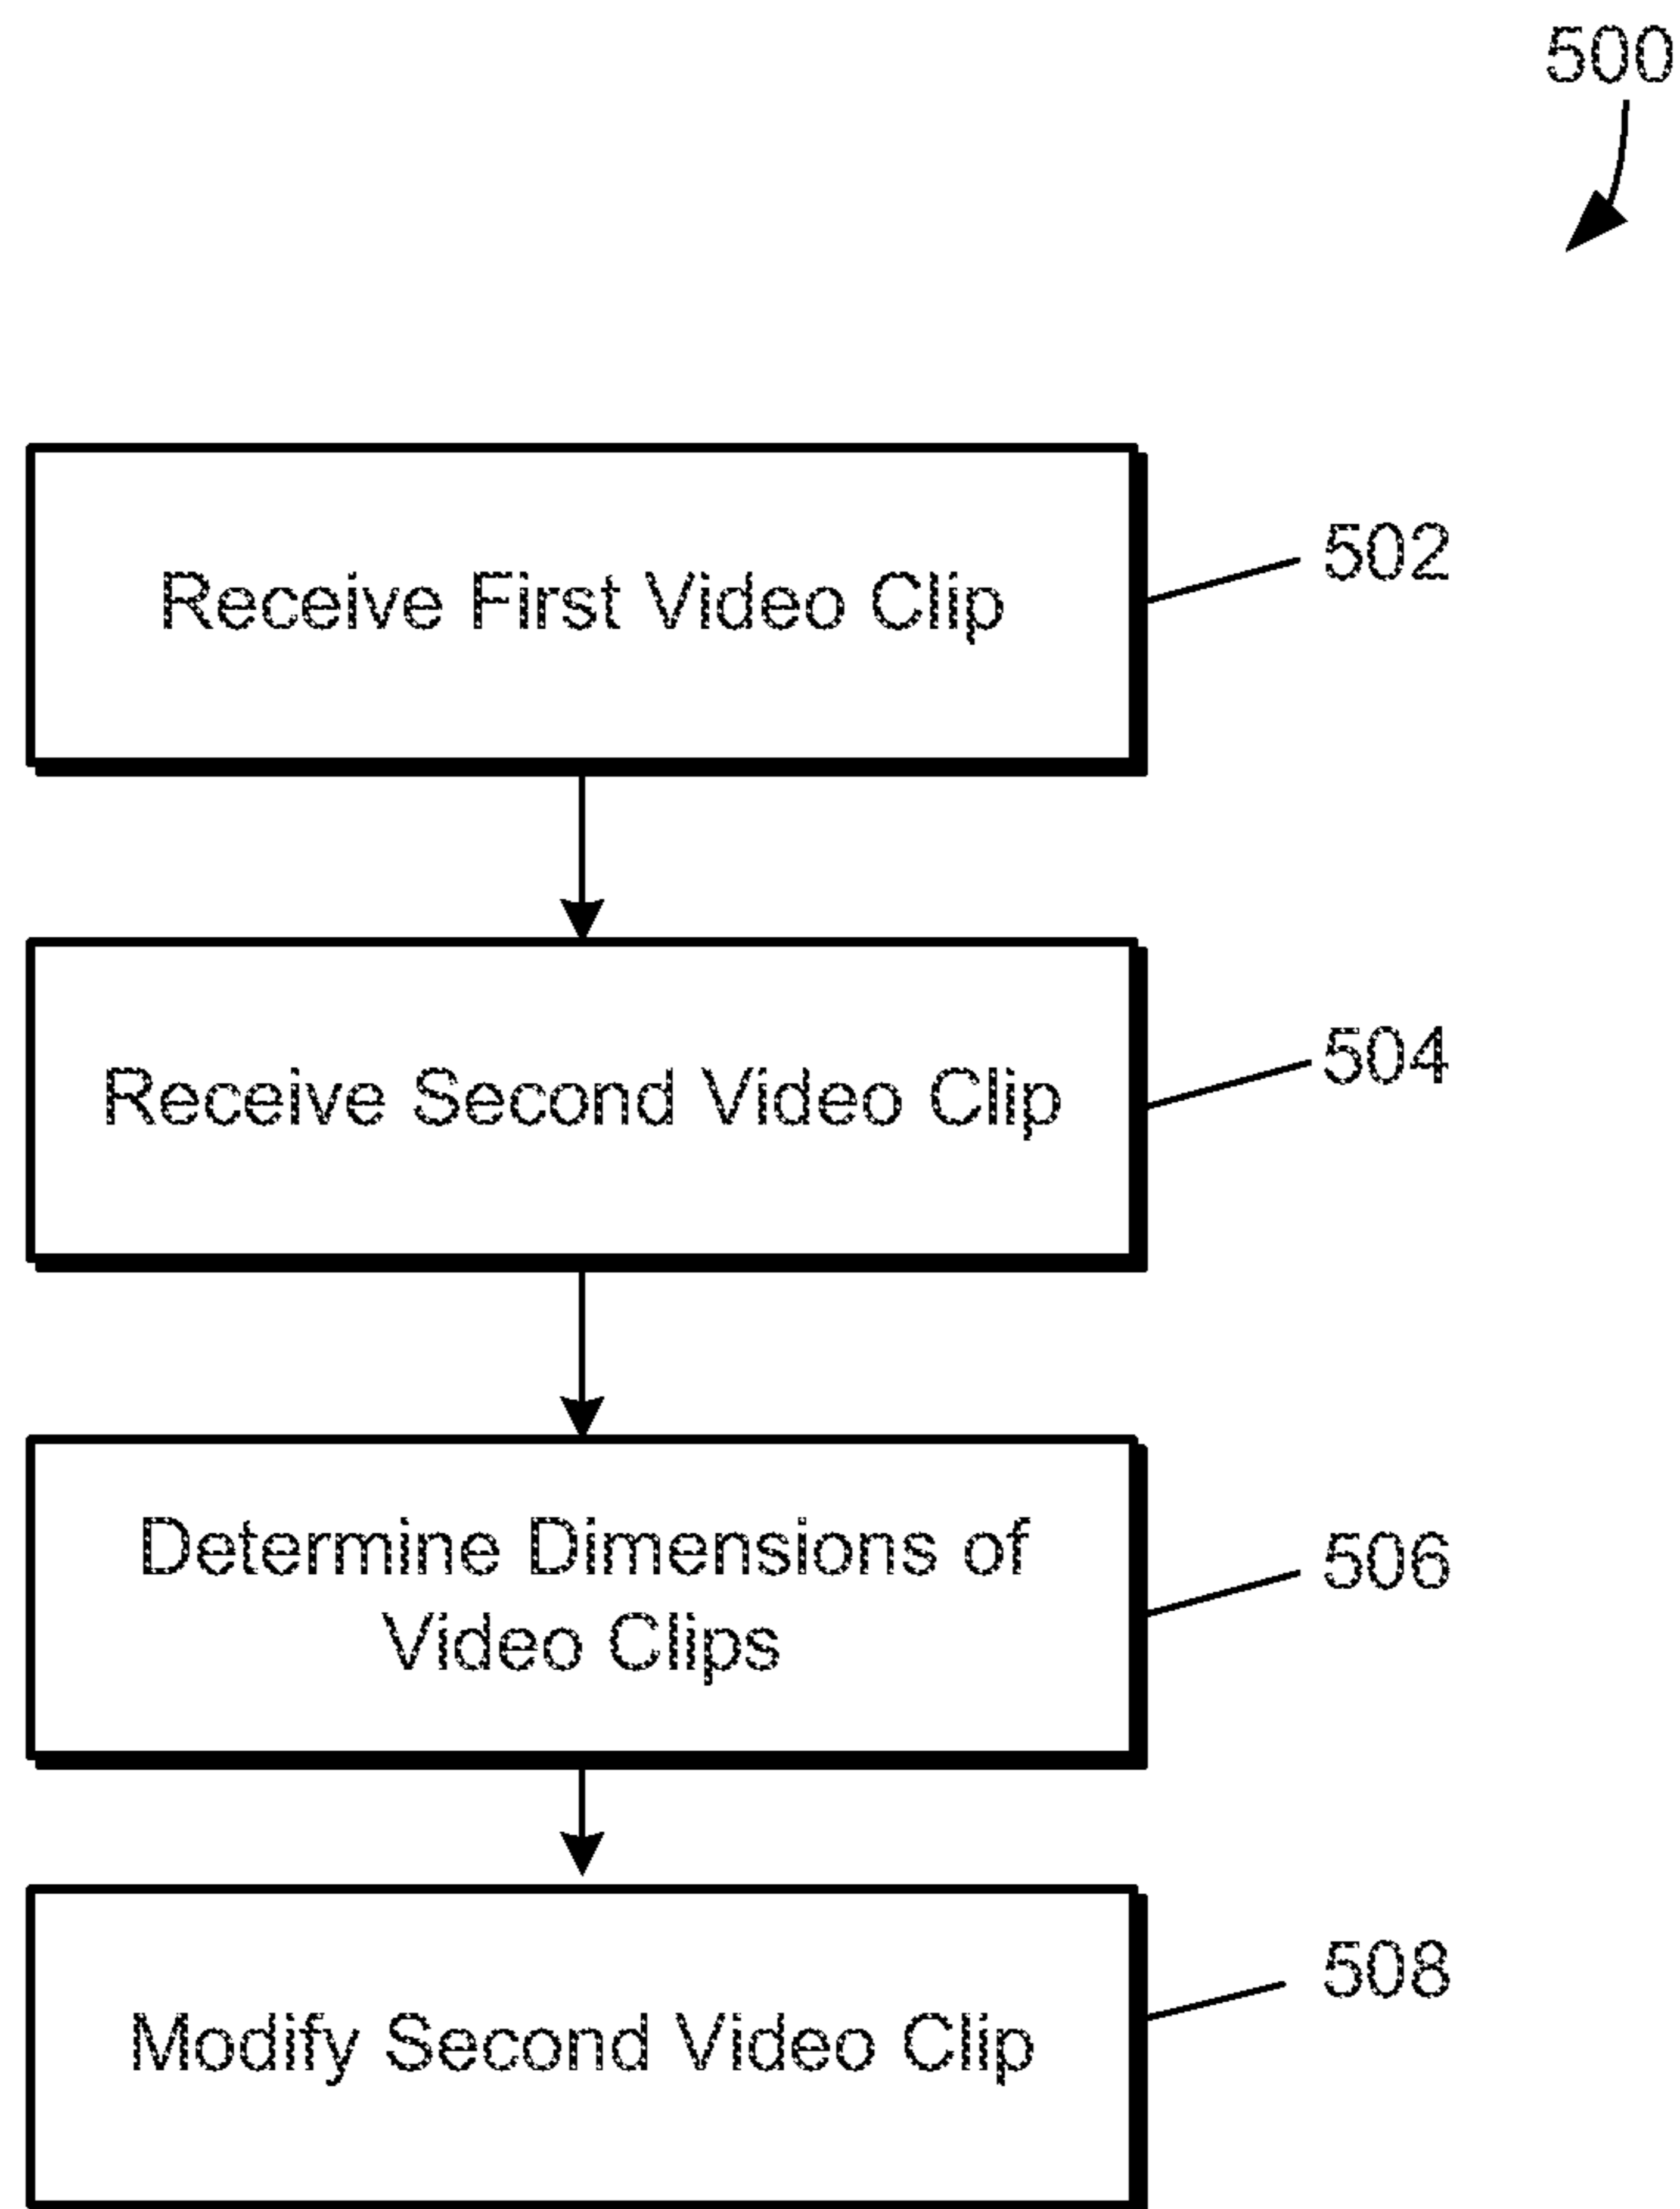 500
Receive First Video Clip
502
Receive Second Video Clip
504
Determine Dimensions of
Video Clips
506
Modify Second Video Clip
508